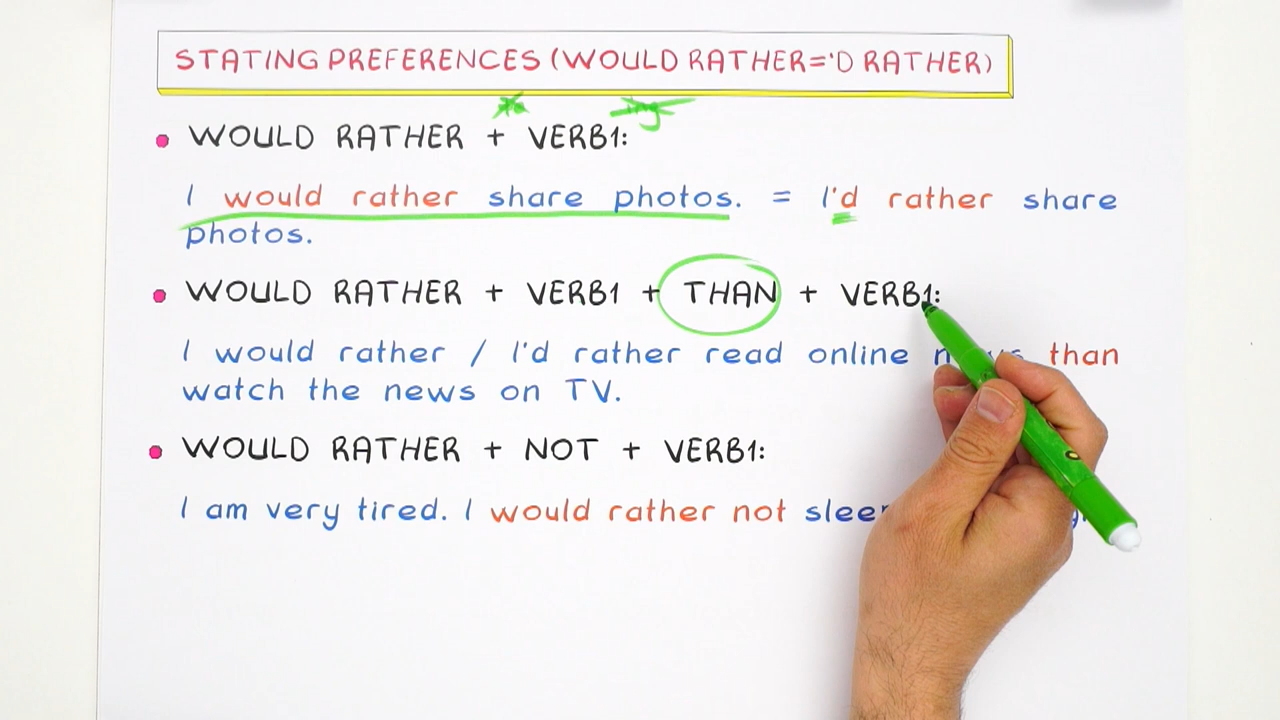 STATING PREFERENCES (WOULD RATHER='D RATHER)
to ing
WOULD RATHER + VERB1:
I would rather share photos. = I'd rather share
photos.
WOULD RATHER + VERB1 + THAN + VERB1:
I would rather / I'd rather read online than
watch the news on TV.
WOULD RATHER + NOT + VERB1:
I am very tired. I would rather not